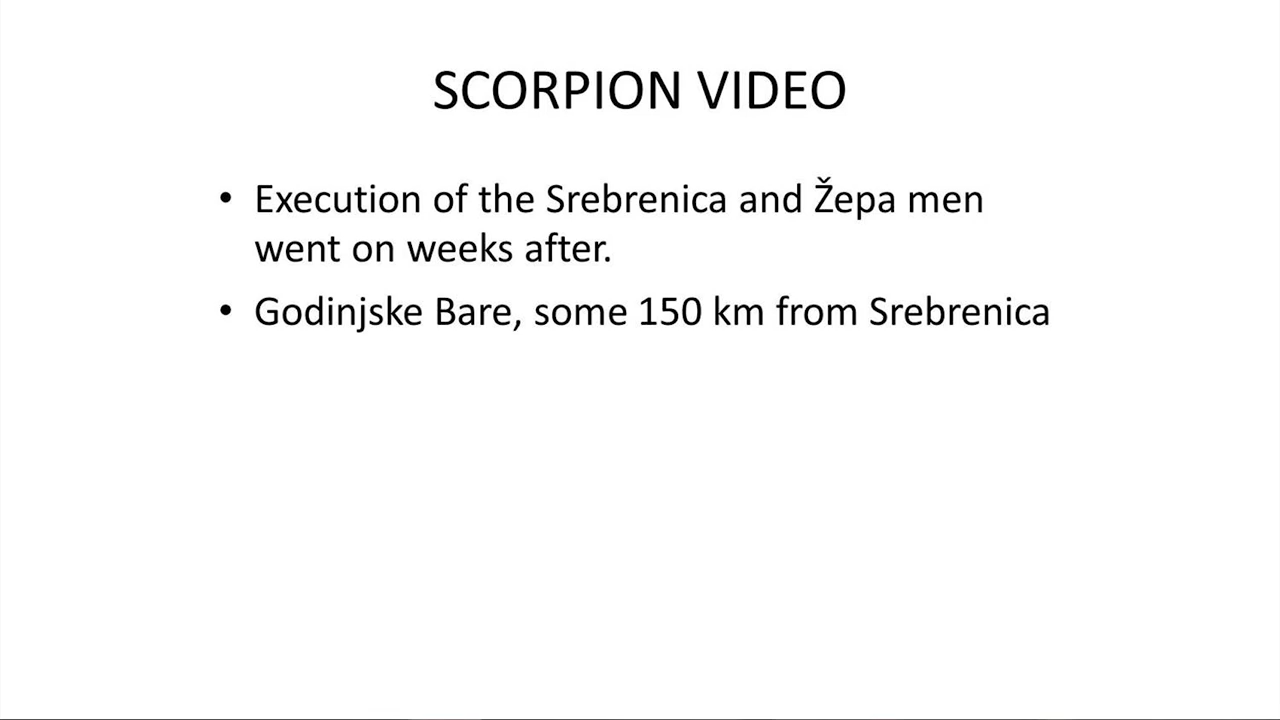 SCORPION VIDEO
• Execution of the Srebrenica and Žepa men
went on weeks after.
• Godinjske Bare, some 150 km from Srebrenica